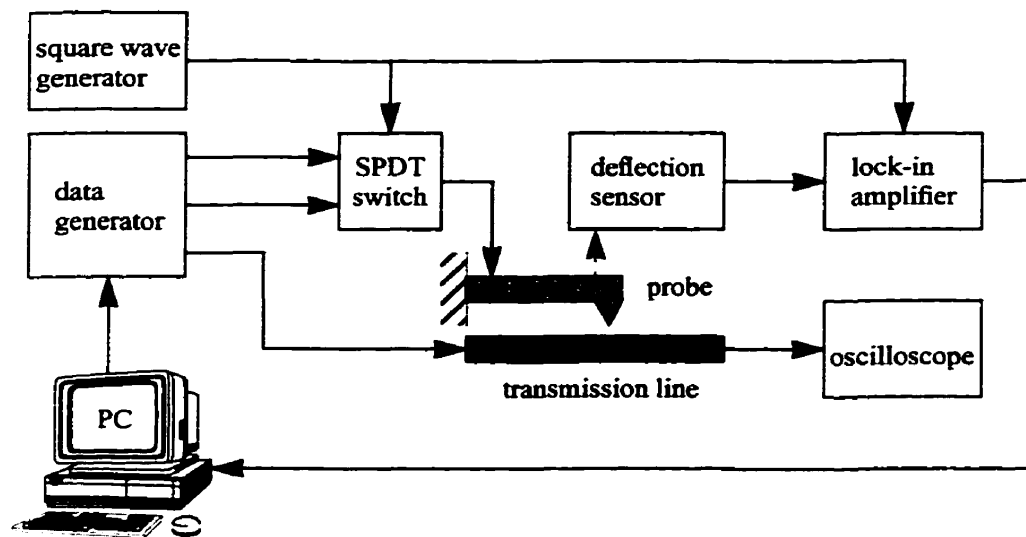 square wave
generator
data
generator
SPDT
switch
deflection
sensor
lock-in
amplifier
probe
transmission line
oscilloscope
PC